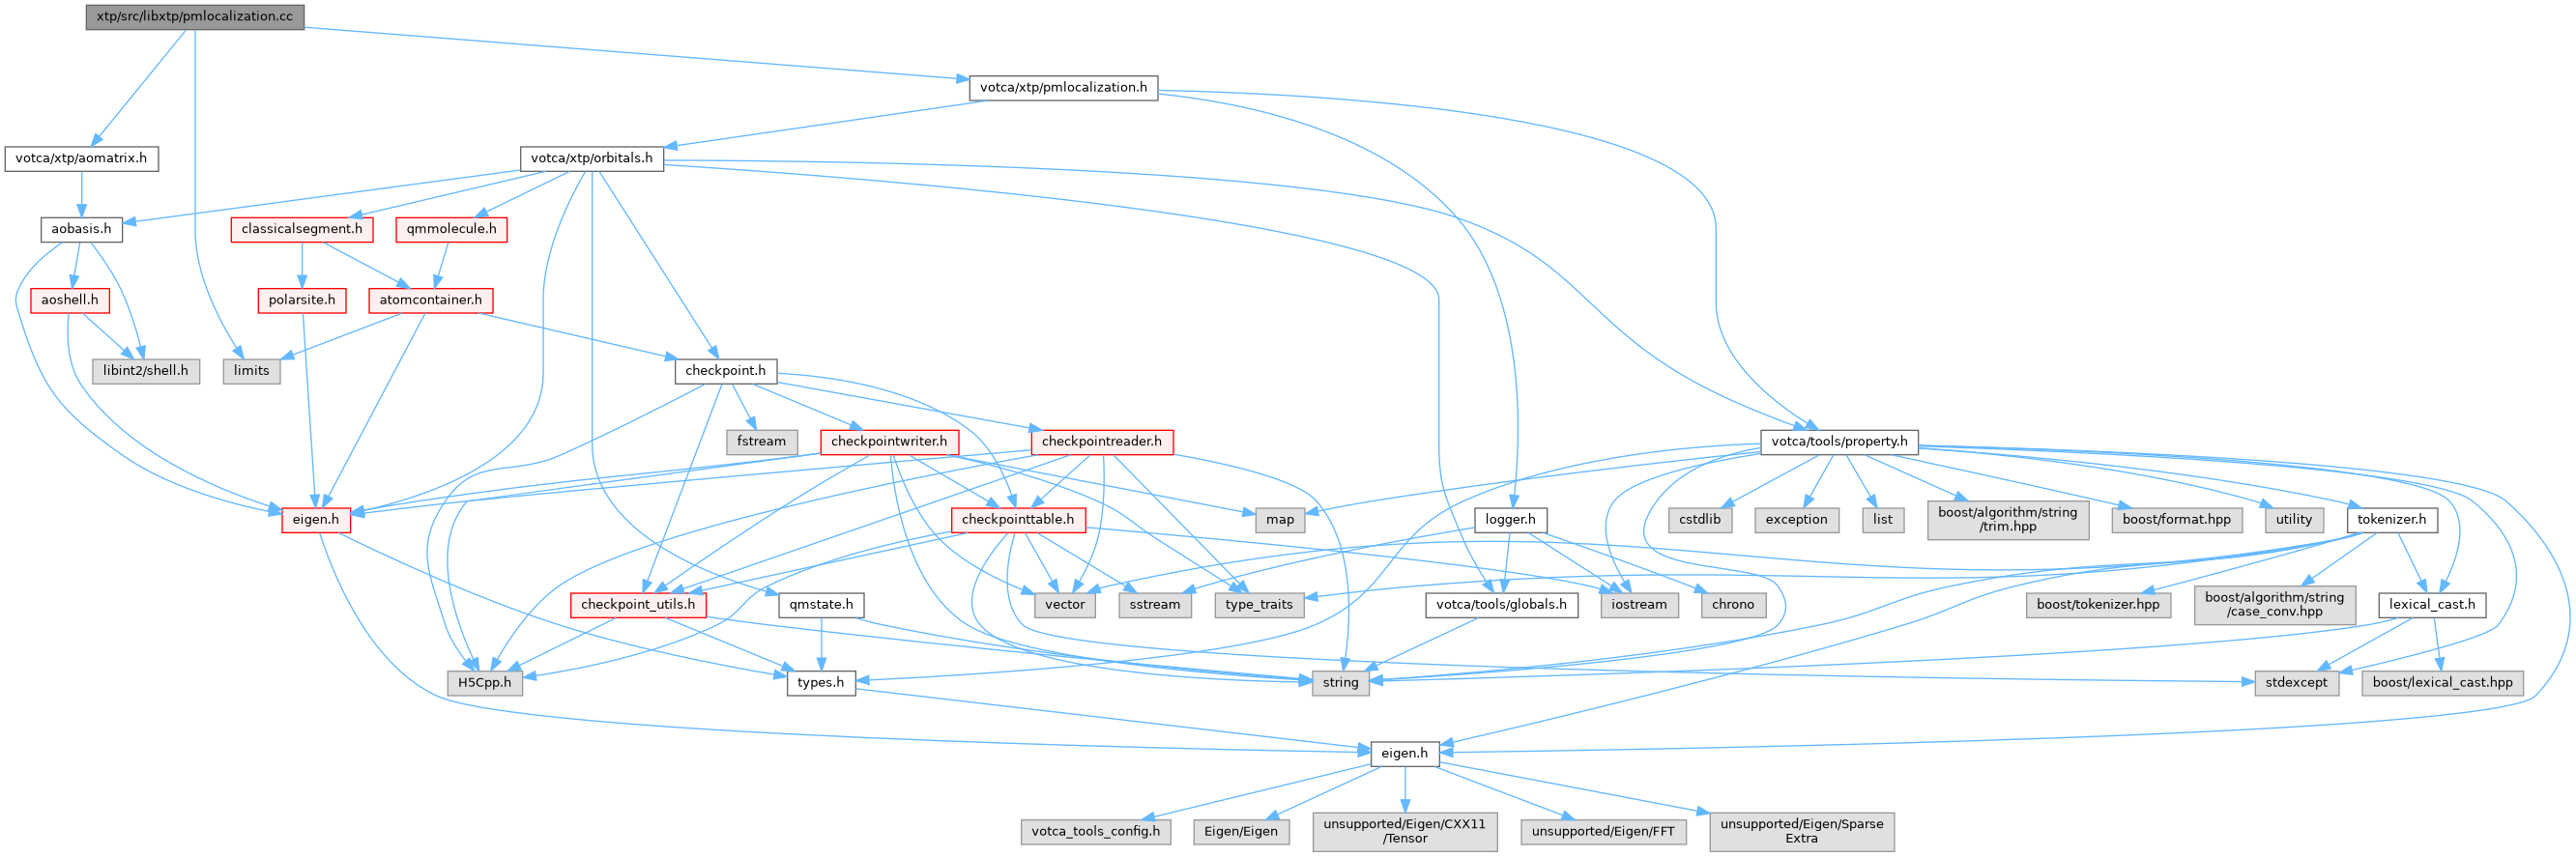 xtp/src/libxtp/pmlocalization.cc
votca/xtp/pmlocalization.h
votca/xtp/aomatrix.h
votca/xtp/orbitals.h
aobasis.h
classicalsegment.h
qmmolecule.h
aoshell.h
polarsite.h
atomcontainer.h
libint2/shell.h
limits
checkpoint.h
fstream
checkpointwriter.h
checkpointreader.h
votca/tools/property.h
eigen.h
checkpointtable.h
map
logger.h
cstdlib
exception
list
boost/algorithm/string
/trim.hpp
boost/format.hpp
utility
tokenizer.h
checkpoint_utils.h
qmstate.h
vector
sstream
type_traits
votca/tools/globals.h
iostream
chrono
boost/tokenizer.hpp
boost/algorithm/string
/case_conv.hpp
lexical_cast.h
H5Cpp.h
types.h
string
stdexcept
boost/lexical_cast.hpp
eigen.h
votca_tools_config.h
Eigen/Eigen
unsupported/Eigen/CXX11
/Tensor
unsupported/Eigen/FFT
unsupported/Eigen/Sparse
Extra